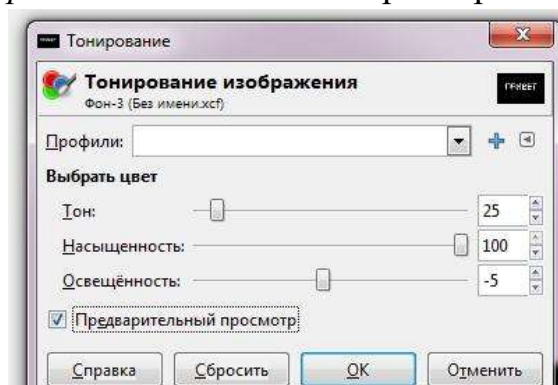 Тонирование
Тонирование изображения
Фон-3 (Без имени.xcf)
ПРИВЕТ
Профили:
Выбрать цвет
Тон: 25
Насыщенность: 100
Освещённость: -5
Предварительный просмотр
Справка Сбросить OK Отменить